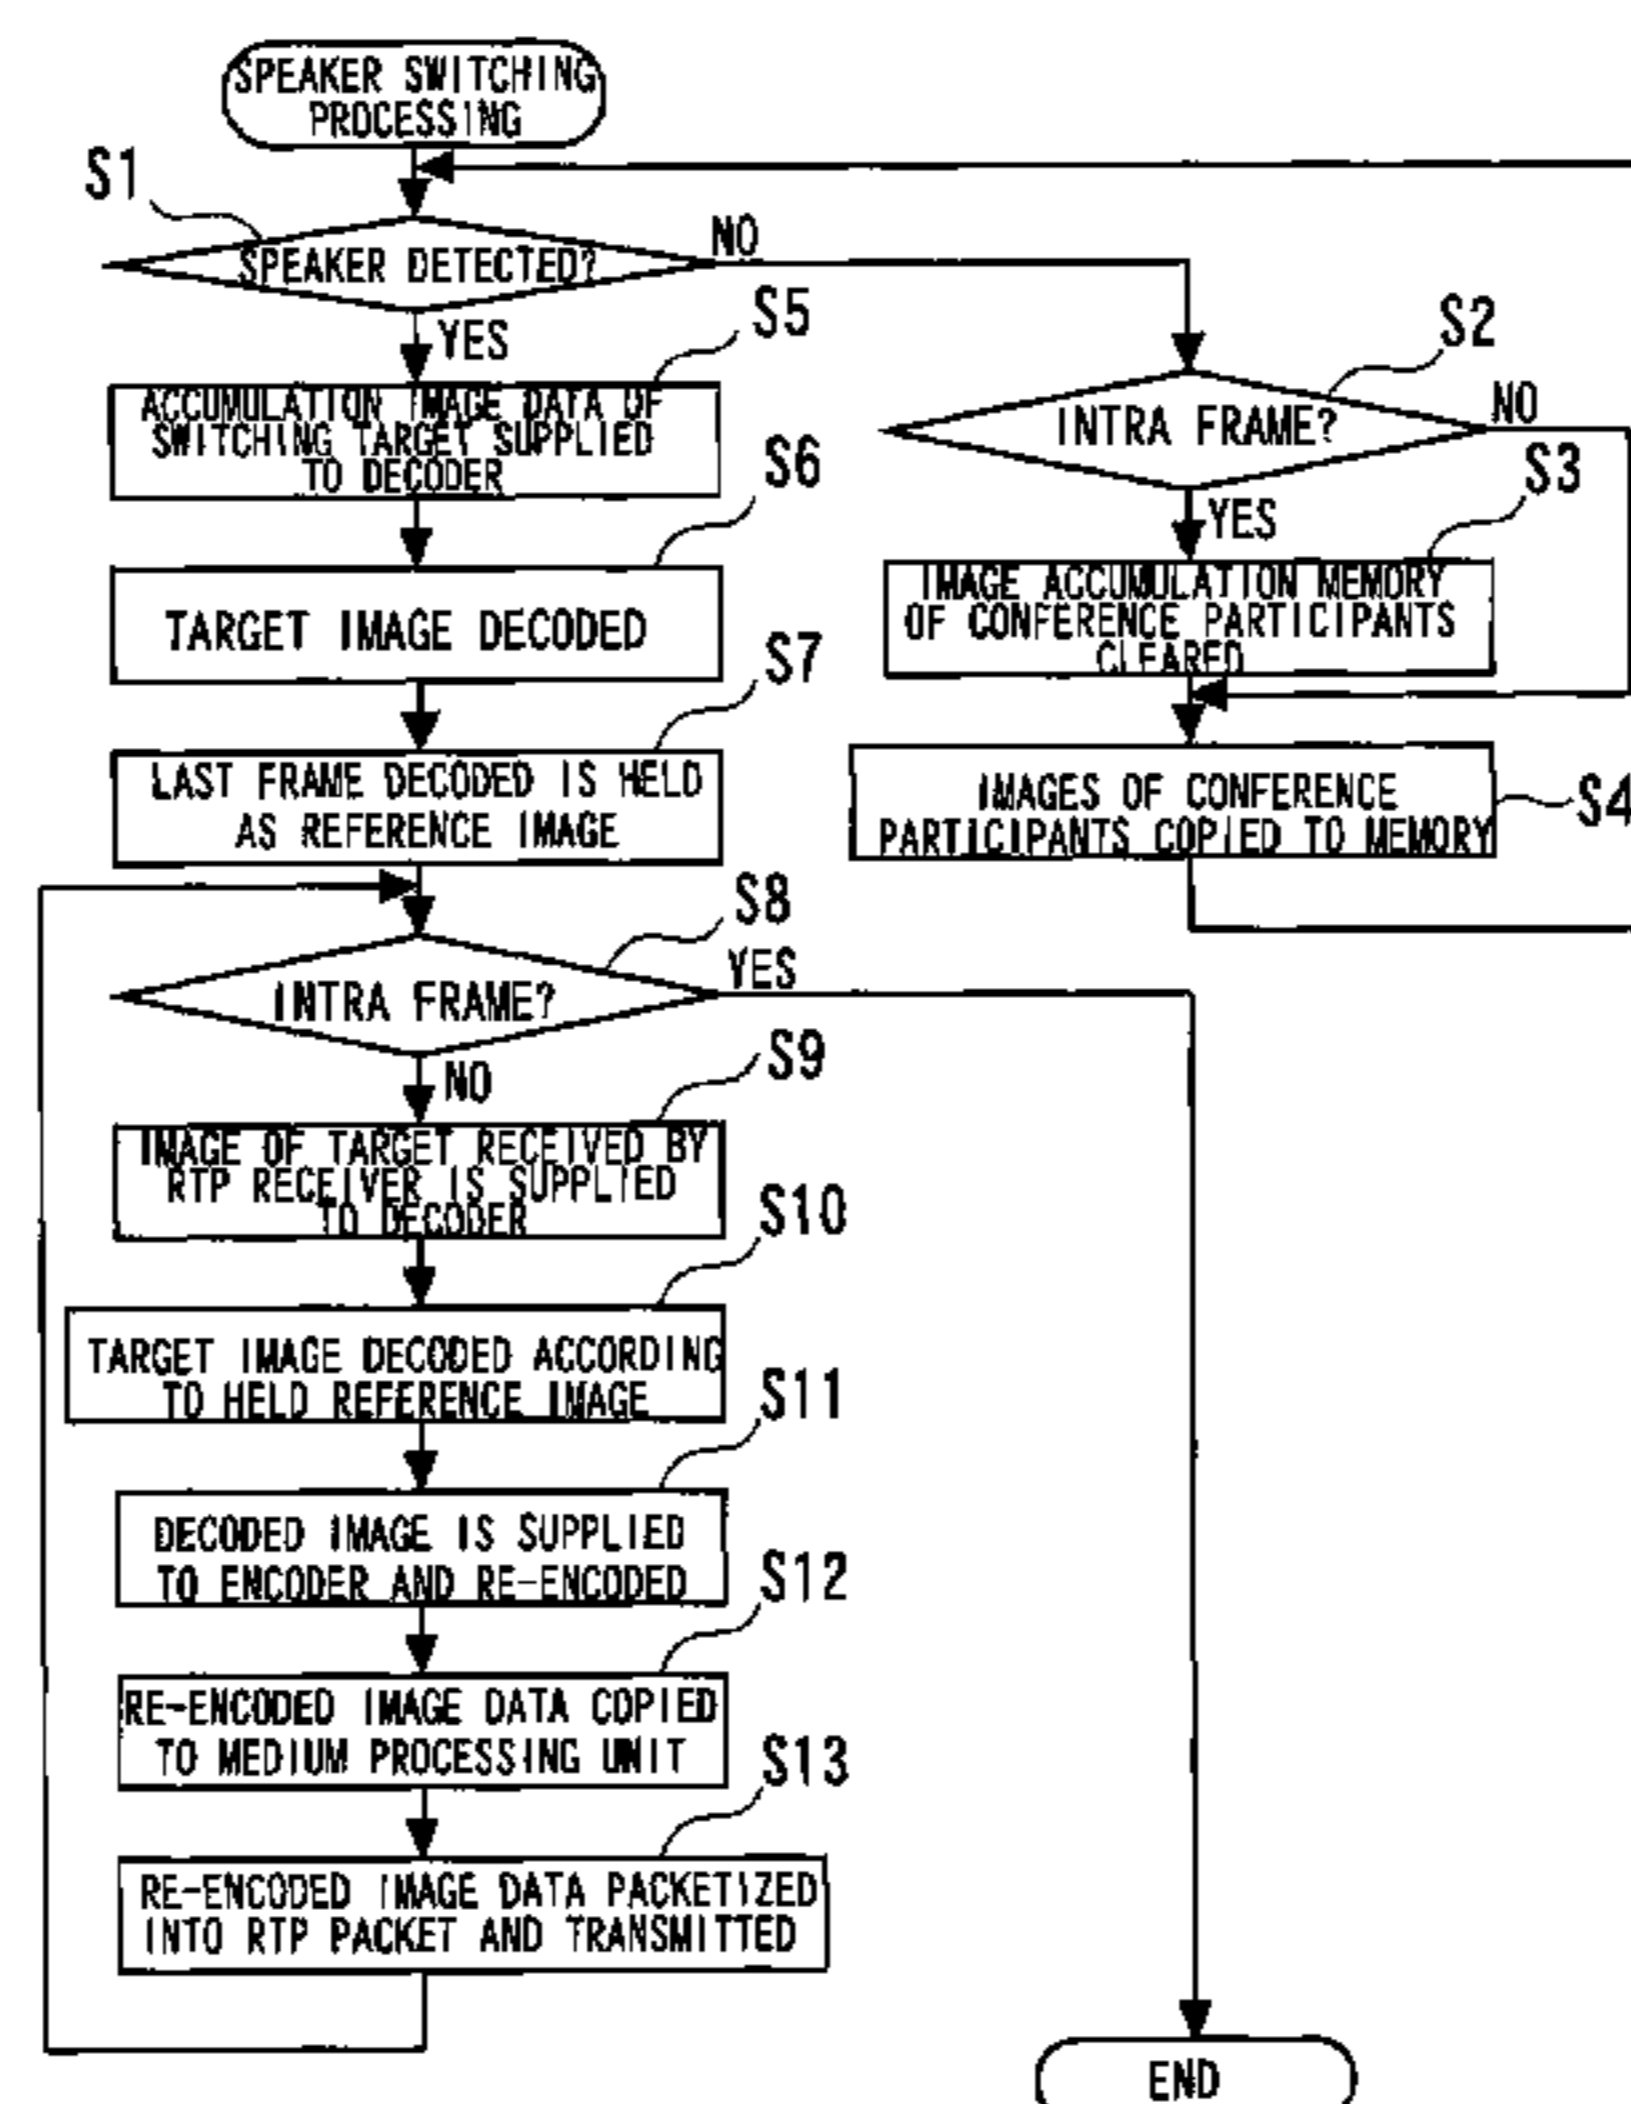 SPEAKER SWITCHING
PROCESSING
S1
SPEAKER DETECTED?
NO
YES
S5
ACCUMULATION IMAGE DATA OF
SWITCHING TARGET SUPPLIED
TO DECODER
S6
TARGET IMAGE DECODED
S7
LAST FRAME DECODED IS HELD
AS REFERENCE IMAGE
S2
INTRA FRAME?
NO
YES
S3
IMAGE ACCUMULATION MEMORY
OF CONFERENCE PARTICIPANTS
CLEARED
IMAGES OF CONFERENCE
PARTICIPANTS COPIED TO MEMORY
S4
S8
INTRA FRAME?
YES
NO
S9
IMAGE OF TARGET RECEIVED BY
RTP RECEIVER IS SUPPLIED
TO DECODER
S10
TARGET IMAGE DECODED ACCORDING
TO HELD REFERENCE IMAGE
S11
DECODED IMAGE IS SUPPLIED
TO ENCODER AND RE-ENCODED
S12
RE-ENCODED IMAGE DATA COPIED
TO MEDIUM PROCESSING UNIT
S13
RE-ENCODED IMAGE DATA PACKETIZED
INTO RTP PACKET AND TRANSMITTED
END